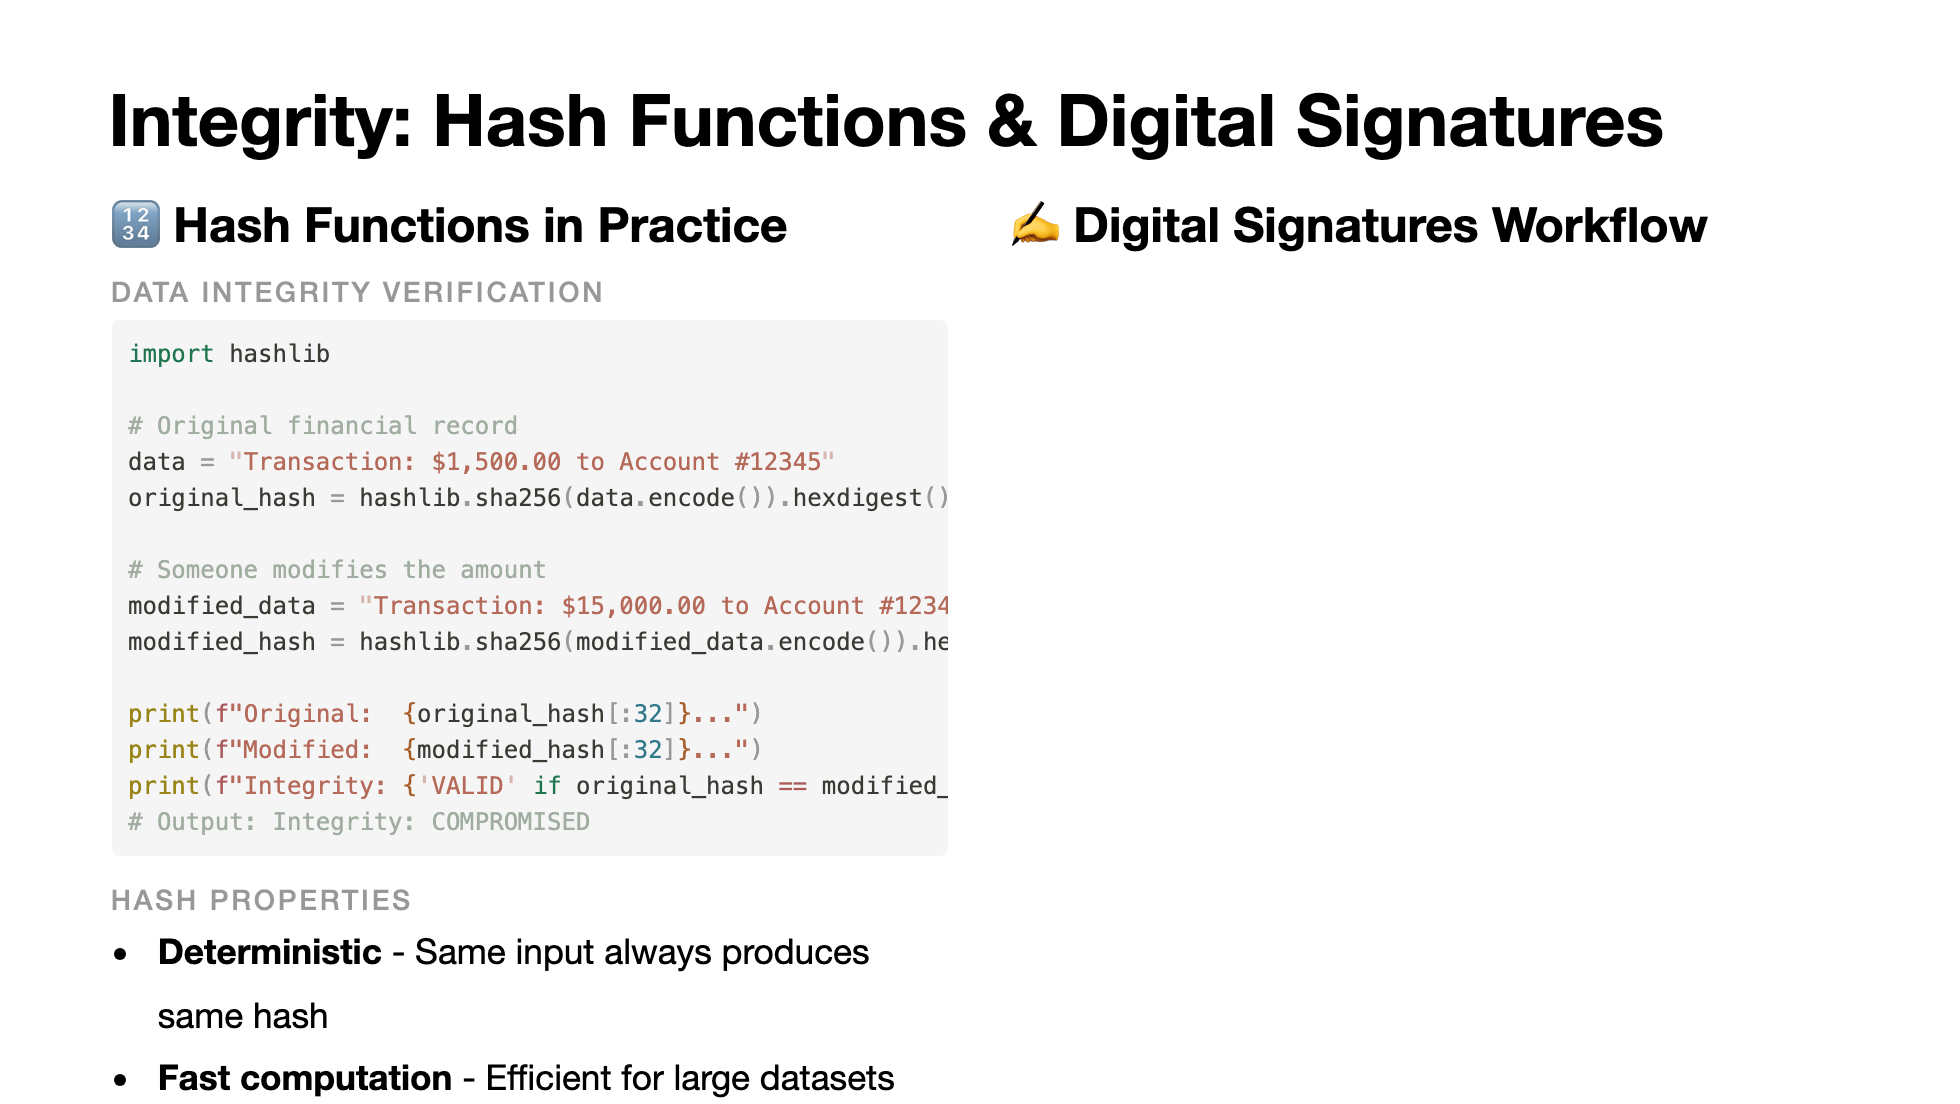 Integrity: Hash Functions & Digital Signatures
🔢 Hash Functions in Practice
DATA INTEGRITY VERIFICATION
import hashlib
# Original financial record
data = "Transaction: $1,500.00 to Account #12345"
original_hash = hashlib.sha256(data.encode()).hexdigest()
# Someone modifies the amount
modified_data = "Transaction: $15,000.00 to Account #1234
modified_hash = hashlib.sha256(modified_data.encode()).he
print(f"Original:  {original_hash[:32]}...")
print(f"Modified:  {modified_hash[:32]}...")
print(f"Integrity: {'VALID' if original_hash == modified_
# Output: Integrity: COMPROMISED
HASH PROPERTIES
• Deterministic - Same input always produces
same hash
• Fast computation - Efficient for large datasets
✍️ Digital Signatures Workflow